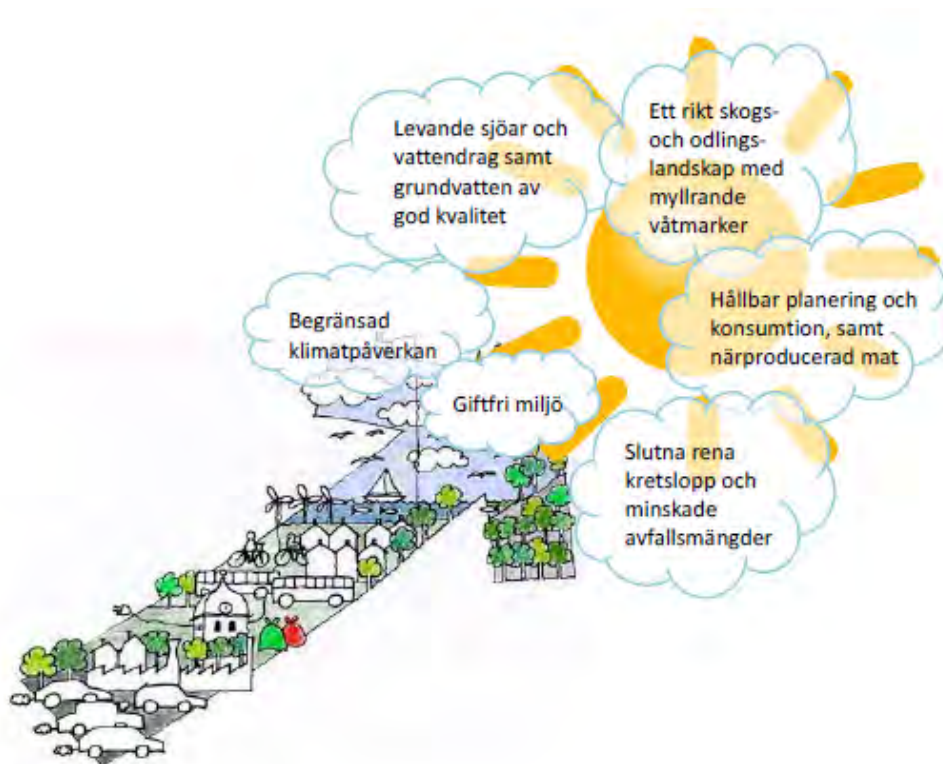 Levande sjöar och
vattendrag samt
grundvatten av
god kvalitet
Ett rikt skogs-
och odlings-
landskap med
myllrande
våtmarker
Begränsad
klimatpåverkan
Hållbar planering och
konsumtion, samt
närproducerad mat
Giftfri miljö
Slutna rena
kretslopp och
minskade
avfallsmängder